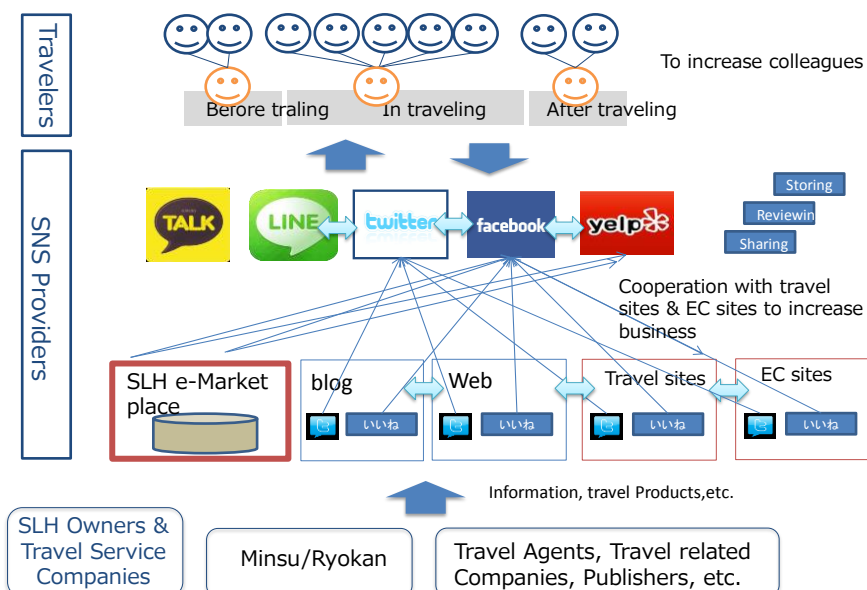 Travelers
To increase colleagues
Before traling
In traveling
After traveling
SNS Providers
TALK
LINE
twitter
facebook
yelp
Storing
Reviewin
Sharing
Cooperation with travel
sites & EC sites to increase
business
SLH e-Market
place
blog
Web
Travel sites
EC sites
いいね
いいね
いいね
いいね
Information, travel Products,etc.
SLH Owners &
Travel Service
Companies
Minsu/Ryokan
Travel Agents, Travel related
Companies, Publishers, etc.